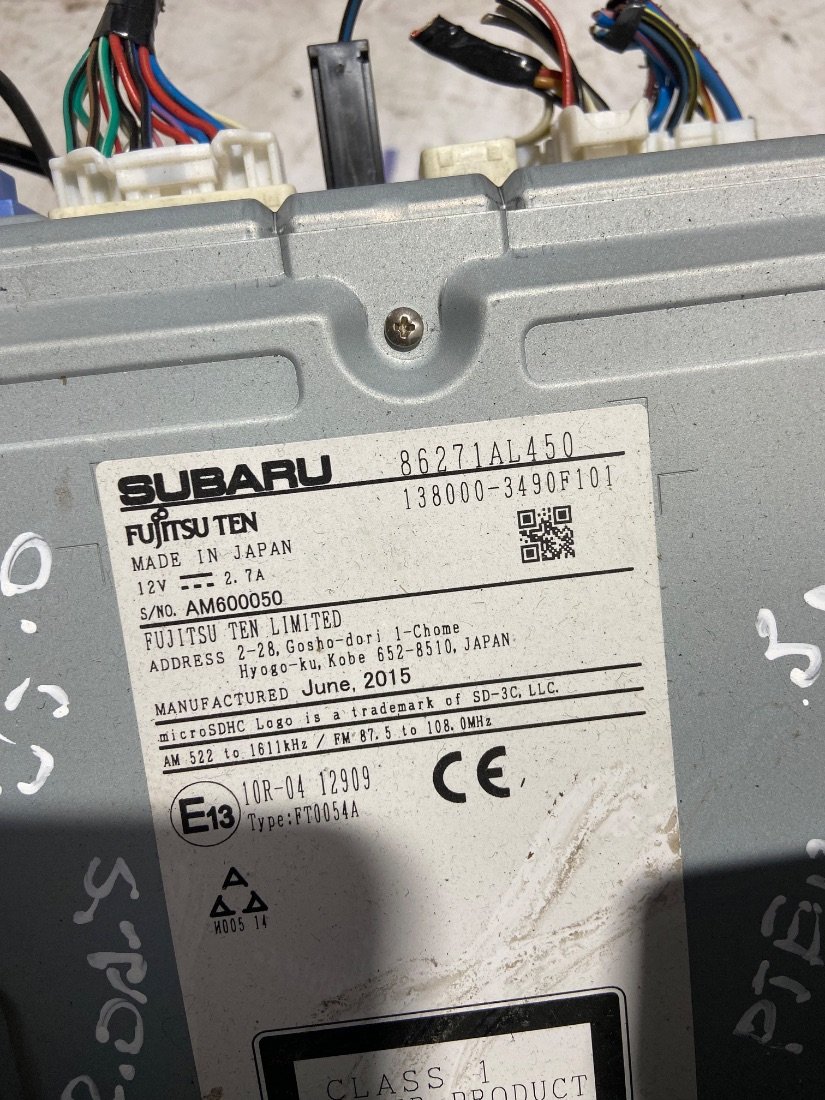 SUBARU 86271AL450
FUJITSU TEN 138000-3490F101
MADE IN JAPAN
12V 2.7A
S/NO. AM600050
FUJITSU TEN LIMITED
ADDRESS 2-28, Gosho-dori 1-Chome
Hyogo-ku, Kobe 652-8510, JAPAN
MANUFACTURED June, 2015
microSDHC Logo is a trademark of SD-3C, LLC.
AM 522 to 1611kHz / FM 87.5 to 108.0MHz
E13 10R-04 12909
Type:FT0054A
CE
И005 14
CLASS 1
PRODUCT